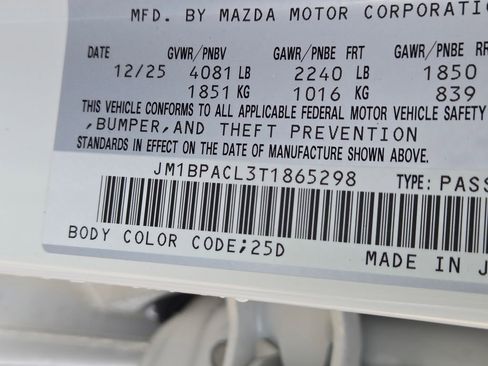 MFD. BY MAZDA MOTOR CORPORATIO
DATE GVWR/PNBV GAWR/PNBE FRT GAWR/PNBE RR
12/25 4081 LB 2240 LB 1850
1851 KG 1016 KG 839
THIS VEHICLE CONFORMS TO ALL APPLICABLE FEDERAL MOTOR VEHICLE SAFETY
,BUMPER,AND THEFT PREVENTION
STANDARDS IN EFFECT ON THE DATE OF MANUFACTURE SHOWN ABOVE.
JM1BPACL3T1865298 TYPE: PASS
BODY COLOR CODE;25D MADE IN J